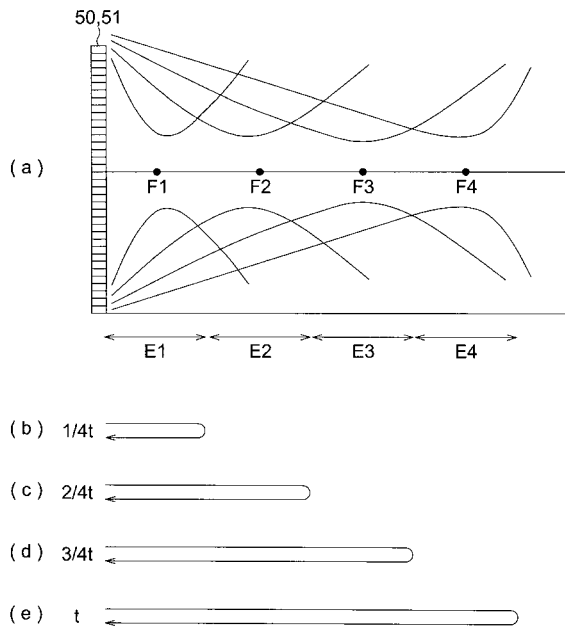 50,51
(a)
F1 F2 F3 F4
E1 E2 E3 E4
(b) 1/4t
(c) 2/4t
(d) 3/4t
(e) t